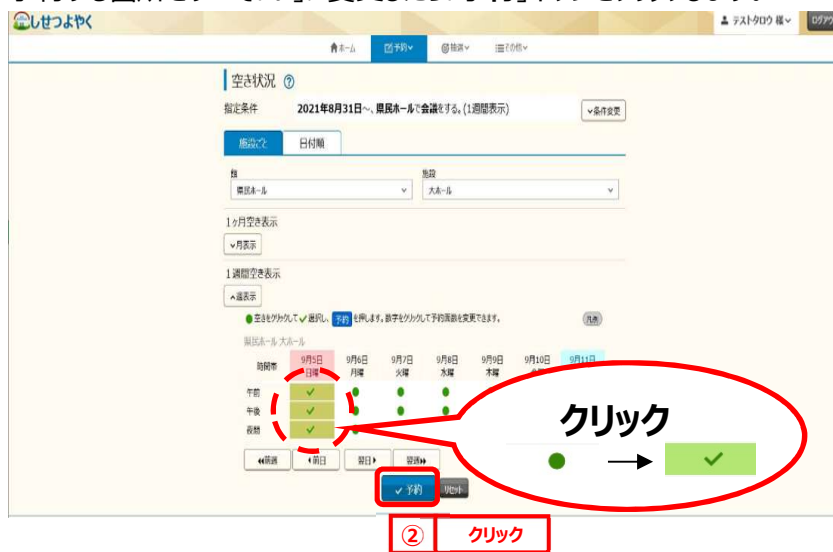 しせつよやく
テストタロウ 様
ホーム 予約 抽選 その他
空き状況
指定条件 2021年8月31日～、県民ホールで会議をする。(1週間表示) 条件変更
施設ごと 日付順
館 施設
県民ホール 大ホール
1ヶ月空き表示
月表示
1週間空き表示
週表示
空きをクリックして✓選択し、 予約 を押します。数字をクリックして予約面数を変更できます。 凡例
県民ホール 大ホール
時間帯 9月5日 9月6日 9月7日 9月8日 9月9日 9月10日 9月11日
日曜 月曜 火曜 水曜 木曜
午前
午後
夜間
クリック
前週 前日 翌日 翌週
予約 リセット
② クリック